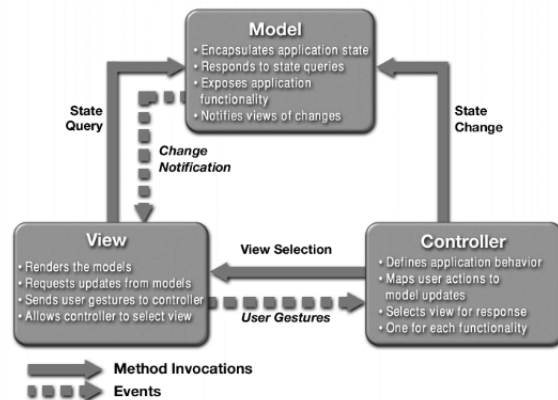 Model
• Encapsulates application state
• Responds to state queries
• Exposes application
functionality
• Notifies views of changes
State
Query
State
Change
Change
Notification
View
• Renders the models
• Requests updates from models
• Sends user gestures to controller
• Allows controller to select view
View Selection
User Gestures
Controller
• Defines application behavior
• Maps user actions to
model updates
• Selects view for response
• One for each functionality
Method Invocations
Events